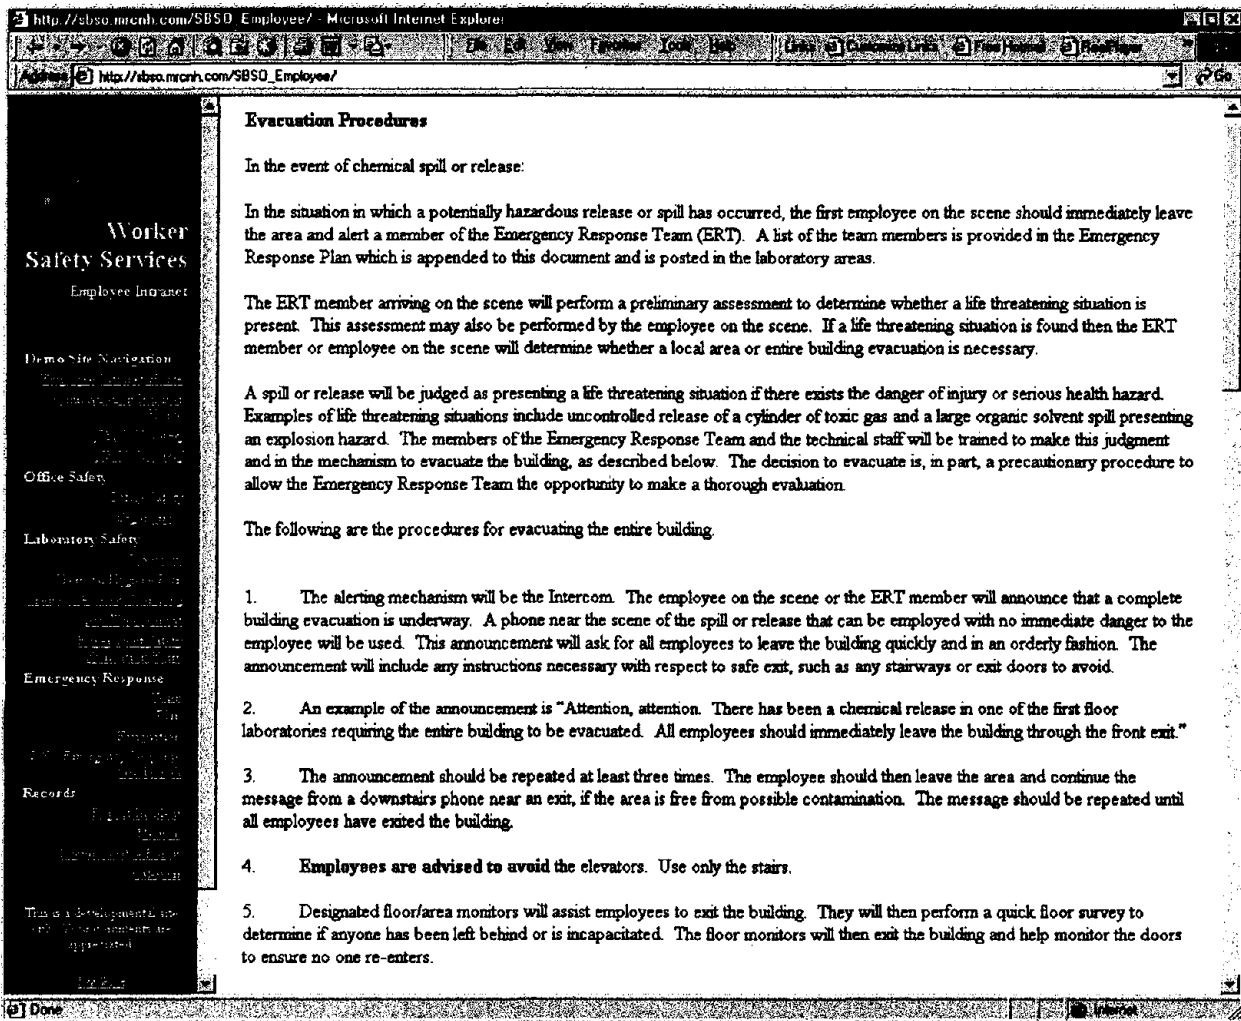 http://sbso.mrcnh.com/SBSO_Employee/ - Microsoft Internet Explorer
File Edit View Favorites Tools Help Links Customize Links Free Hotmail RealPlayer
Address http://sbso.mrcnh.com/SBSO_Employee/ Go
Worker
Safety Services
Employee Intranet
Demo Site Navigation
Office Safety
Laboratory Safety
Emergency Response
Records
This is a developmental site
appreciated
Evacuation Procedures
In the event of chemical spill or release:
In the situation in which a potentially hazardous release or spill has occurred, the first employee on the scene should immediately leave
the area and alert a member of the Emergency Response Team (ERT). A list of the team members is provided in the Emergency
Response Plan which is appended to this document and is posted in the laboratory areas.
The ERT member arriving on the scene will perform a preliminary assessment to determine whether a life threatening situation is
present. This assessment may also be performed by the employee on the scene. If a life threatening situation is found then the ERT
member or employee on the scene will determine whether a local area or entire building evacuation is necessary.
A spill or release will be judged as presenting a life threatening situation if there exists the danger of injury or serious health hazard.
Examples of life threatening situations include uncontrolled release of a cylinder of toxic gas and a large organic solvent spill presenting
an explosion hazard. The members of the Emergency Response Team and the technical staff will be trained to make this judgment
and in the mechanism to evacuate the building, as described below. The decision to evacuate is, in part, a precautionary procedure to
allow the Emergency Response Team the opportunity to make a thorough evaluation.
The following are the procedures for evacuating the entire building.
1. The alerting mechanism will be the Intercom. The employee on the scene or the ERT member will announce that a complete
building evacuation is underway. A phone near the scene of the spill or release that can be employed with no immediate danger to the
employee will be used. This announcement will ask for all employees to leave the building quickly and in an orderly fashion. The
announcement will include any instructions necessary with respect to safe exit, such as any stairways or exit doors to avoid.
2. An example of the announcement is "Attention, attention. There has been a chemical release in one of the first floor
laboratories requiring the entire building to be evacuated. All employees should immediately leave the building through the front exit."
3. The announcement should be repeated at least three times. The employee should then leave the area and continue the
message from a downstairs phone near an exit, if the area is free from possible contamination. The message should be repeated until
all employees have exited the building.
4. Employees are advised to avoid the elevators. Use only the stairs.
5. Designated floor/area monitors will assist employees to exit the building. They will then perform a quick floor survey to
determine if anyone has been left behind or is incapacitated. The floor monitors will then exit the building and help monitor the doors
to ensure no one re-enters.
Done Internet